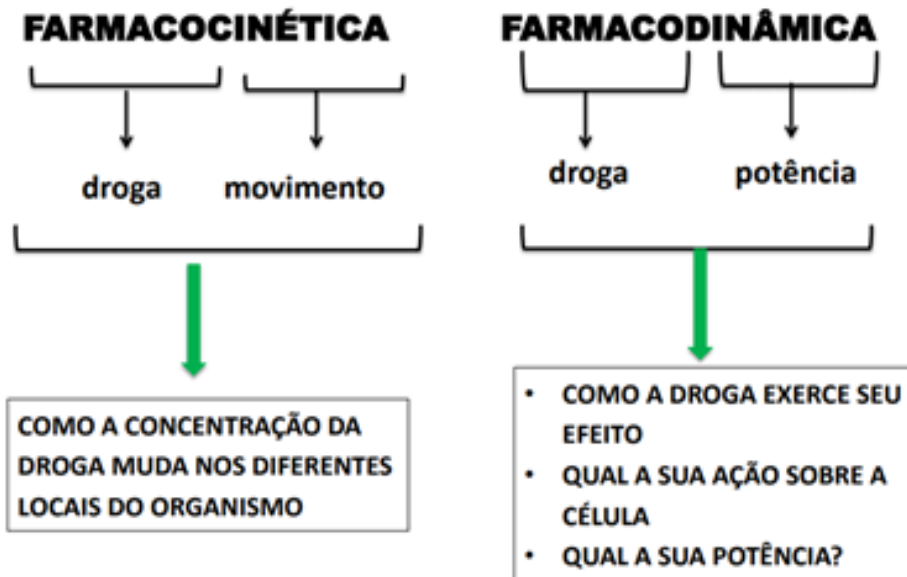 FARMACOCINÉTICA
droga movimento
COMO A CONCENTRAÇÃO DA
DROGA MUDA NOS DIFERENTES
LOCAIS DO ORGANISMO
FARMACODINÂMICA
droga potência
• COMO A DROGA EXERCE SEU
EFEITO
• QUAL A SUA AÇÃO SOBRE A
CÉLULA
• QUAL A SUA POTÊNCIA?